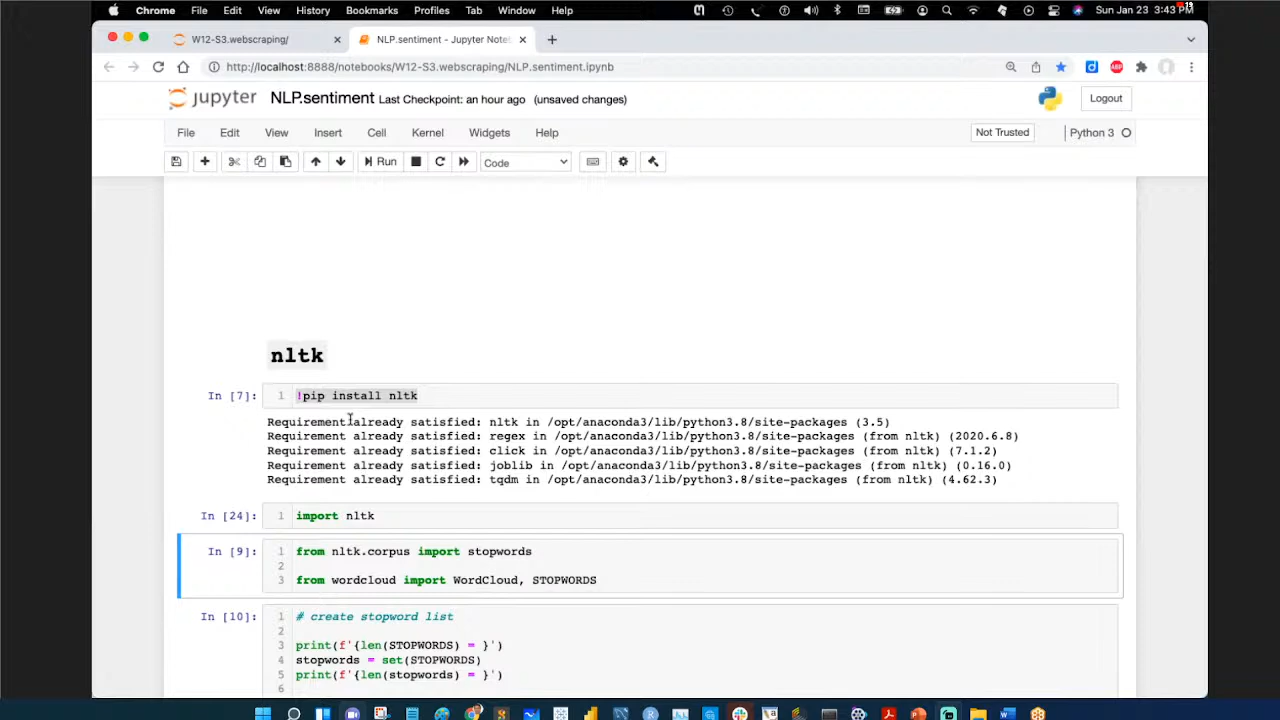 Chrome File Edit View History Bookmarks Profiles Tab Window Help Sun Jan 23 3:43 PM
W12-S3.webscraping/
NLP.sentiment - Jupyter Note
http://localhost:8888/notebooks/W12-S3.webscraping/NLP.sentiment.ipynb
jupyter NLP.sentiment Last Checkpoint: an hour ago (unsaved changes) Logout
File Edit View Insert Cell Kernel Widgets Help Not Trusted Python 3
Run Code
nltk
In [7]: 1 !pip install nltk
Requirement already satisfied: nltk in /opt/anaconda3/lib/python3.8/site-packages (3.5)
Requirement already satisfied: regex in /opt/anaconda3/lib/python3.8/site-packages (from nltk) (2020.6.8)
Requirement already satisfied: click in /opt/anaconda3/lib/python3.8/site-packages (from nltk) (7.1.2)
Requirement already satisfied: joblib in /opt/anaconda3/lib/python3.8/site-packages (from nltk) (0.16.0)
Requirement already satisfied: tqdm in /opt/anaconda3/lib/python3.8/site-packages (from nltk) (4.62.3)
In [24]: 1 import nltk
In [9]: 1 from nltk.corpus import stopwords
2
3 from wordcloud import WordCloud, STOPWORDS
In [10]: 1 # create stopword list
2
3 print(f'{len(STOPWORDS) = }')
4 stopwords = set(STOPWORDS)
5 print(f'{len(stopwords) = }')
6